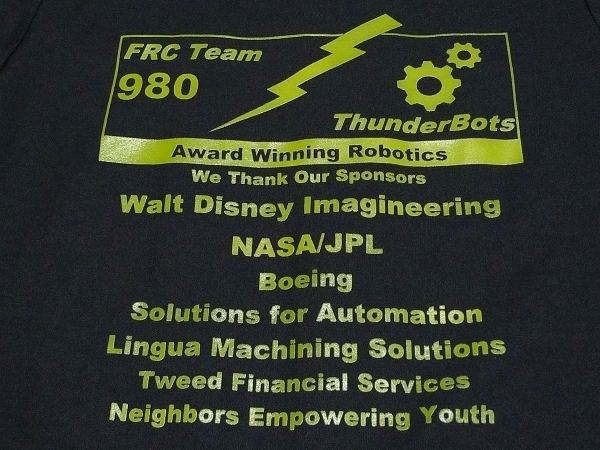 FRC Team
980
ThunderBots
Award Winning Robotics
We Thank Our Sponsors
Walt Disney Imagineering
NASA/JPL
Boeing
Solutions for Automation
Lingua Machining Solutions
Tweed Financial Services
Neighbors Empowering Youth